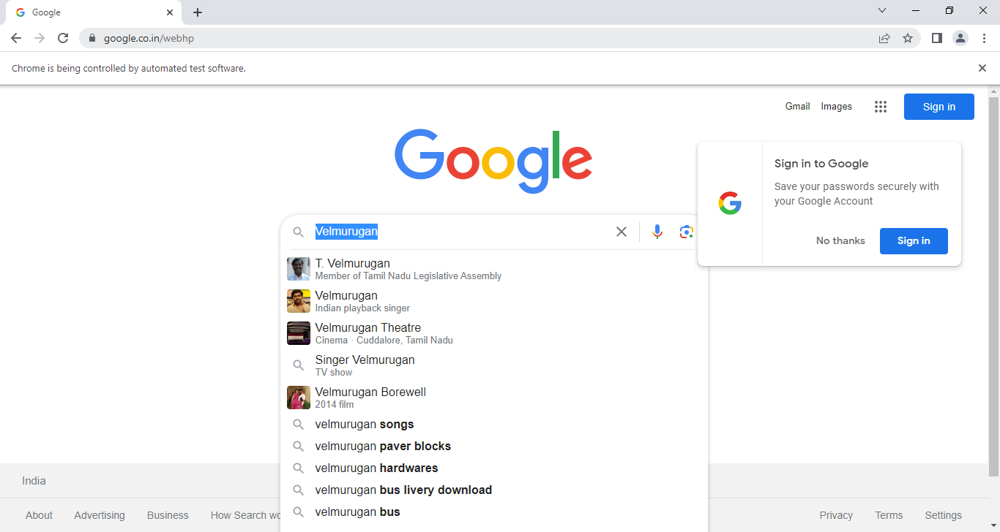 Google
google.co.in/webhp
Chrome is being controlled by automated test software.
Gmail Images Sign in
Google
Sign in to Google
Save your passwords securely with
your Google Account
No thanks Sign in
Velmurugan
T. Velmurugan
Member of Tamil Nadu Legislative Assembly
Velmurugan
Indian playback singer
Velmurugan Theatre
Cinema · Cuddalore, Tamil Nadu
Singer Velmurugan
TV show
Velmurugan Borewell
2014 film
velmurugan songs
velmurugan paver blocks
velmurugan hardwares
velmurugan bus livery download
velmurugan bus
India
About Advertising Business How Search wo
Privacy Terms Settings